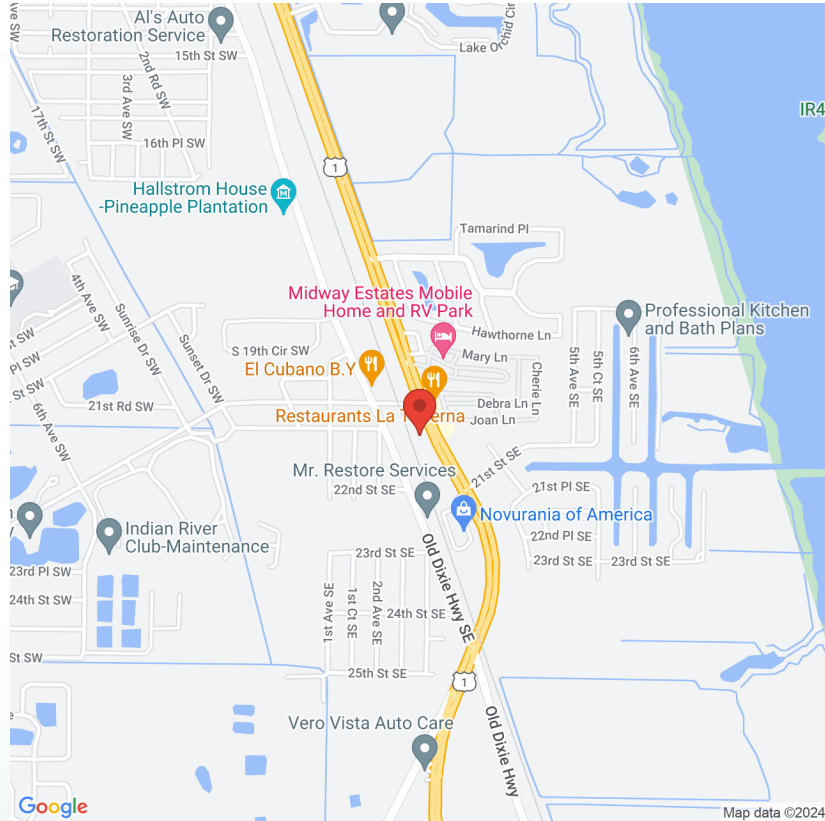 Al's Auto
Restoration Service
Lake Orchid Cir
15th St SW
3rd Ave SW
2nd Rd SW
17th St SW
16th Pl SW
IR4
1
Hallstrom House
-Pineapple Plantation
Tamarind Pl
4th Ave SW
Sunrise Dr SW
Sunset Dr SW
Midway Estates Mobile
Home and RV Park
Professional Kitchen
and Bath Plans
Hawthorne Ln
Mary Ln
Cherie Ln
5th Ave SE
5th Ct SE
6th Ave SE
S 19th Cir SW
El Cubano B.Y
21st Rd SW
6th Ave SW
Debra Ln
Joan Ln
Restaurants La
21st St SE
Mr. Restore Services
22nd St SE
21st Pl SE
Novurania of America
22nd Pl SE
Indian River
Club-Maintenance
23rd St SE
23rd St SE
23rd St SE
23rd Pl SW
24th St SW
Old Dixie Hwy SE
1st Ave SE
1st Ct SE
2nd Ave SE
24th St SE
St SW
25th St SE
1
Vero Vista Auto Care
Old Dixie Hwy
Google
Map data ©2024